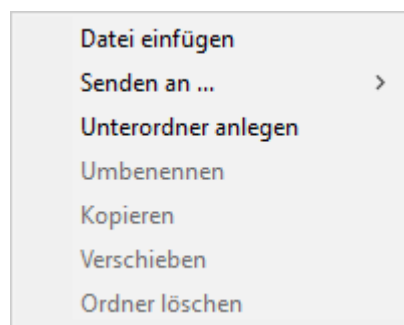 Datei einfügen
Senden an ...
Unterordner anlegen
Umbenennen
Kopieren
Verschieben
Ordner löschen